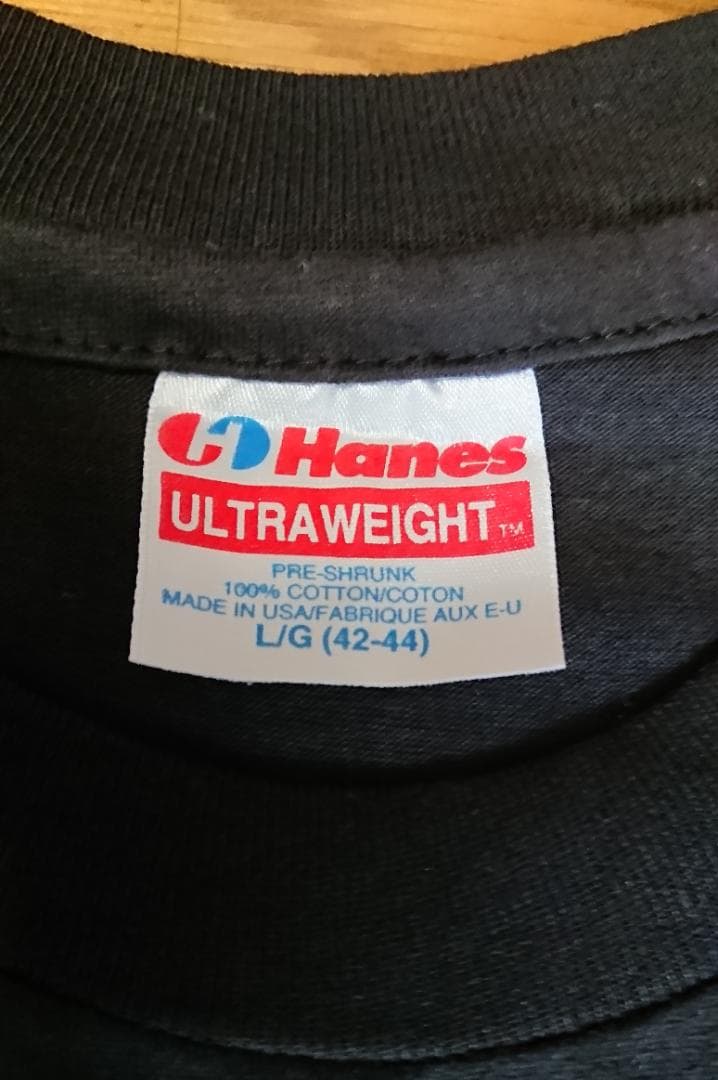 Hanes
ULTRAWEIGHT™
PRE-SHRUNK
100% COTTON/COTON
MADE IN USA/FABRIQUE AUX E-U
L/G (42-44)